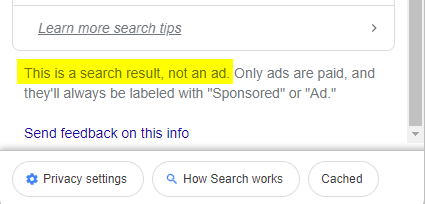 Learn more search tips
This is a search result, not an ad. Only ads are paid, and
they'll always be labeled with "Sponsored" or "Ad."
Send feedback on this info
Privacy settings
How Search works
Cached